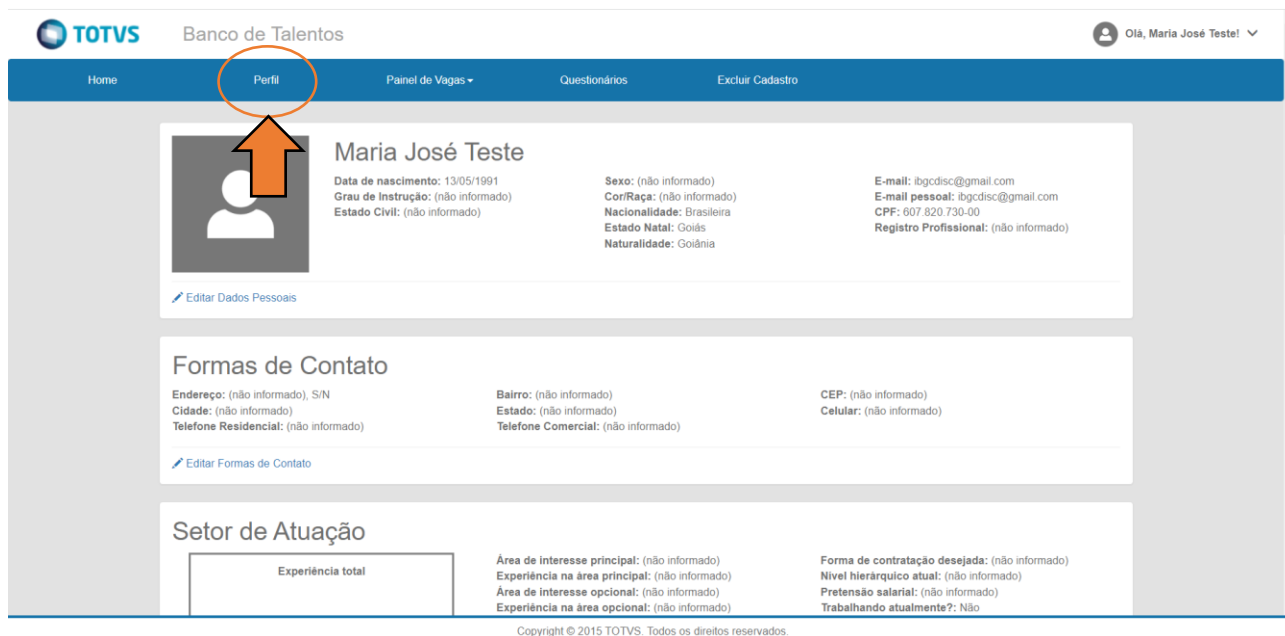 TOTVS Banco de Talentos Olá, Maria José Teste!
Home Perfil Painel de Vagas Questionários Excluir Cadastro
Maria José Teste
Data de nascimento: 13/05/1991
Grau de Instrução: (não informado)
Estado Civil: (não informado)
Sexo: (não informado)
Cor/Raça: (não informado)
Nacionalidade: Brasileira
Estado Natal: Goiás
Naturalidade: Goiânia
E-mail: ibgcdisc@gmail.com
E-mail pessoal: ibgcdisc@gmail.com
CPF: 607.820.730-00
Registro Profissional: (não informado)
Editar Dados Pessoais
Formas de Contato
Endereço: (não informado), S/N
Cidade: (não informado)
Telefone Residencial: (não informado)
Bairro: (não informado)
Estado: (não informado)
Telefone Comercial: (não informado)
CEP: (não informado)
Celular: (não informado)
Editar Formas de Contato
Setor de Atuação
Experiência total
Área de interesse principal: (não informado)
Experiência na área principal: (não informado)
Área de interesse opcional: (não informado)
Experiência na área opcional: (não informado)
Forma de contratação desejada: (não informado)
Nível hierárquico atual: (não informado)
Pretensão salarial: (não informado)
Trabalhando atualmente?: Não
Copyright © 2015 TOTVS. Todos os direitos reservados.